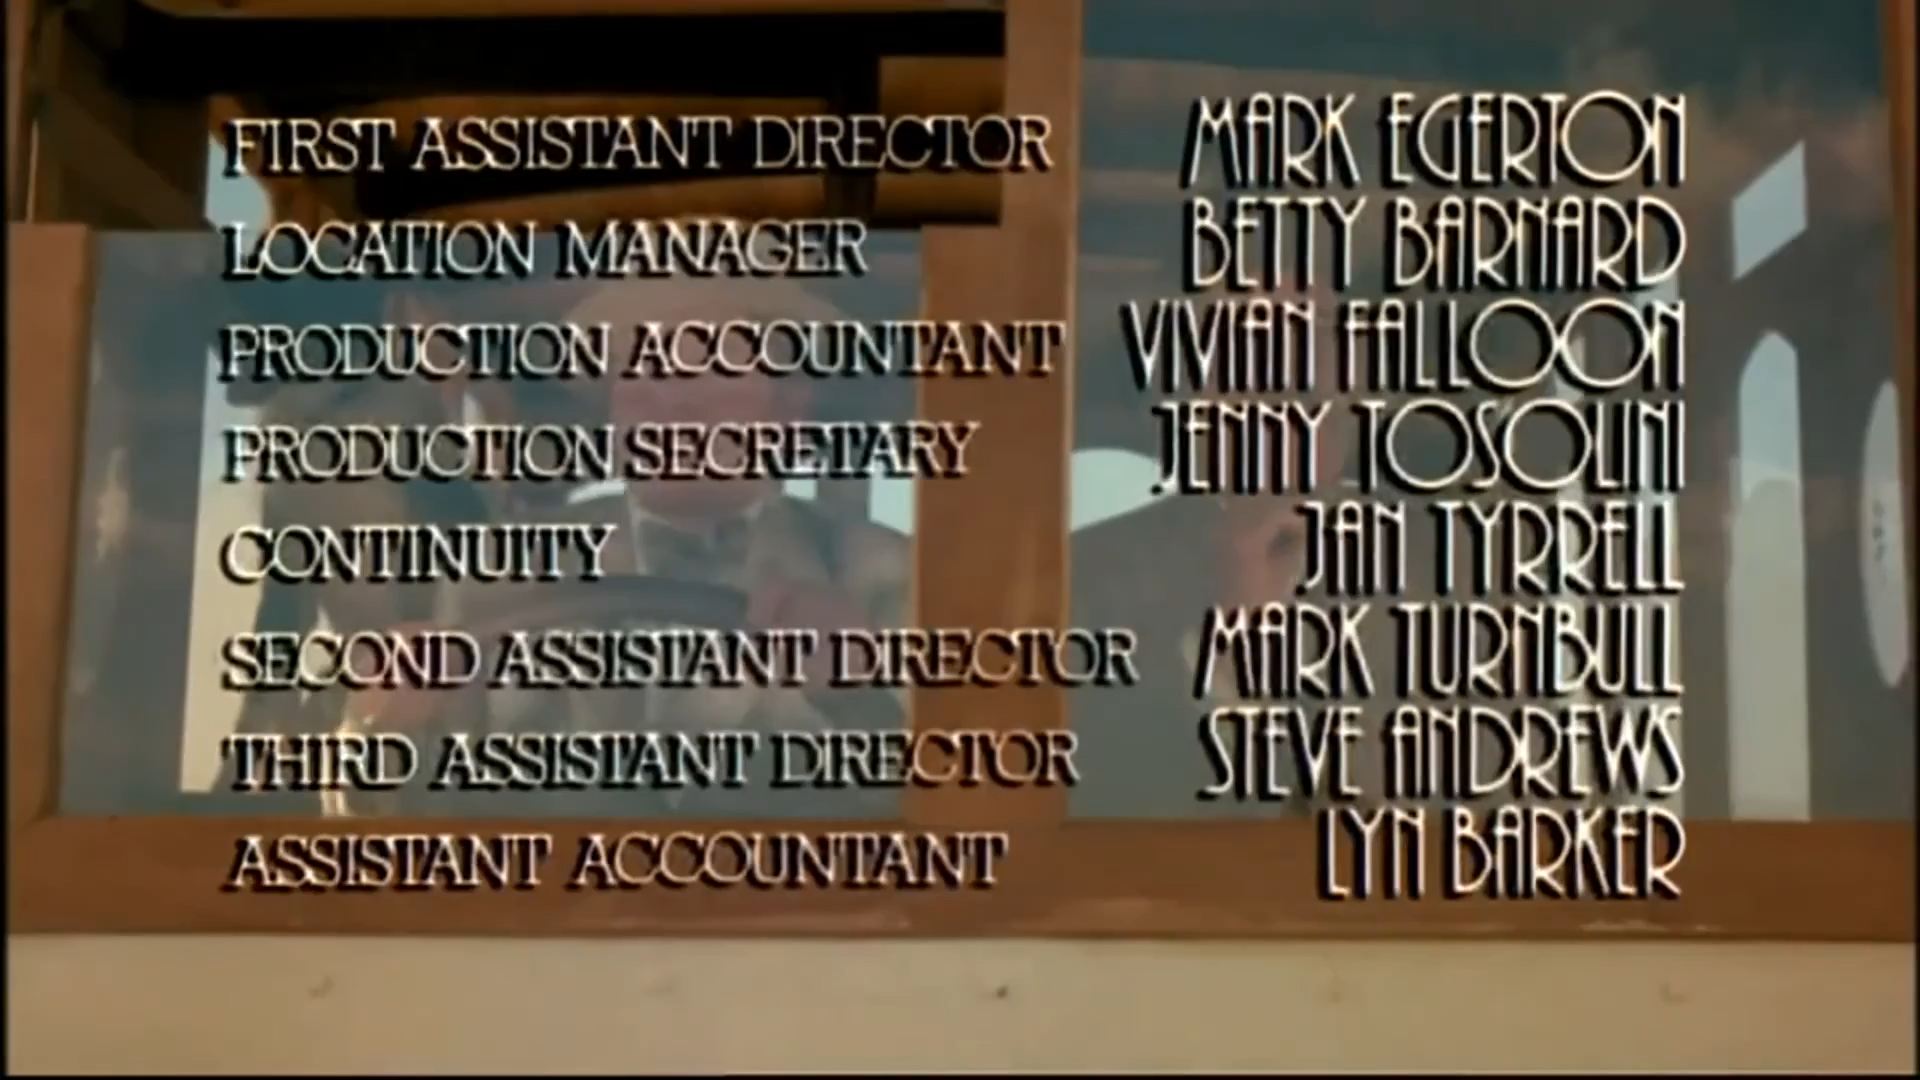 FIRST ASSISTANT DIRECTOR MARK EGERTON
LOCATION MANAGER BETTY BARNARD
PRODUCTION ACCOUNTANT VIVIAN FALLOON
PRODUCTION SECRETARY JENNY TOSOLINI
CONTINUITY JAN TYRRELL
SECOND ASSISTANT DIRECTOR MARK TURNBULL
THIRD ASSISTANT DIRECTOR STEVE ANDREWS
ASSISTANT ACCOUNTANT LYN BARKER